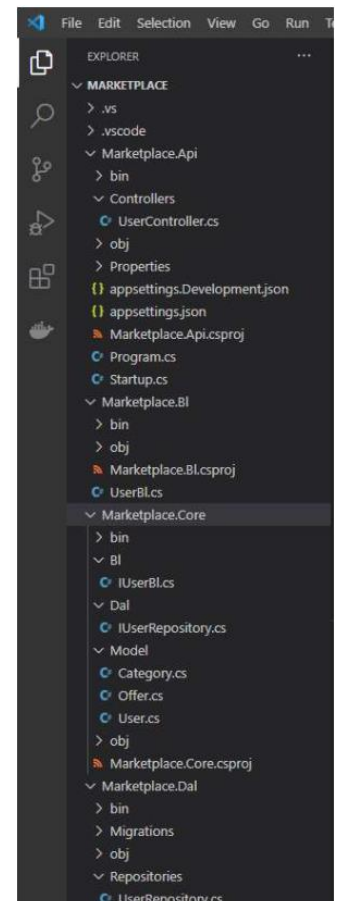 File Edit Selection View Go Run
EXPLORER ...
MARKETPLACE
.vs
.vscode
Marketplace.Api
bin
Controllers
UserController.cs
obj
Properties
{} appsettings.Development.json
{} appsettings.json
Marketplace.Api.csproj
C# Program.cs
C# Startup.cs
Marketplace.Bl
bin
obj
Marketplace.Bl.csproj
UserBl.cs
Marketplace.Core
bin
Bl
IUserBl.cs
Dal
IUserRepository.cs
Model
Category.cs
Offer.cs
User.cs
obj
Marketplace.Core.csproj
Marketplace.Dal
bin
Migrations
obj
Repositories
UserRepository.cs